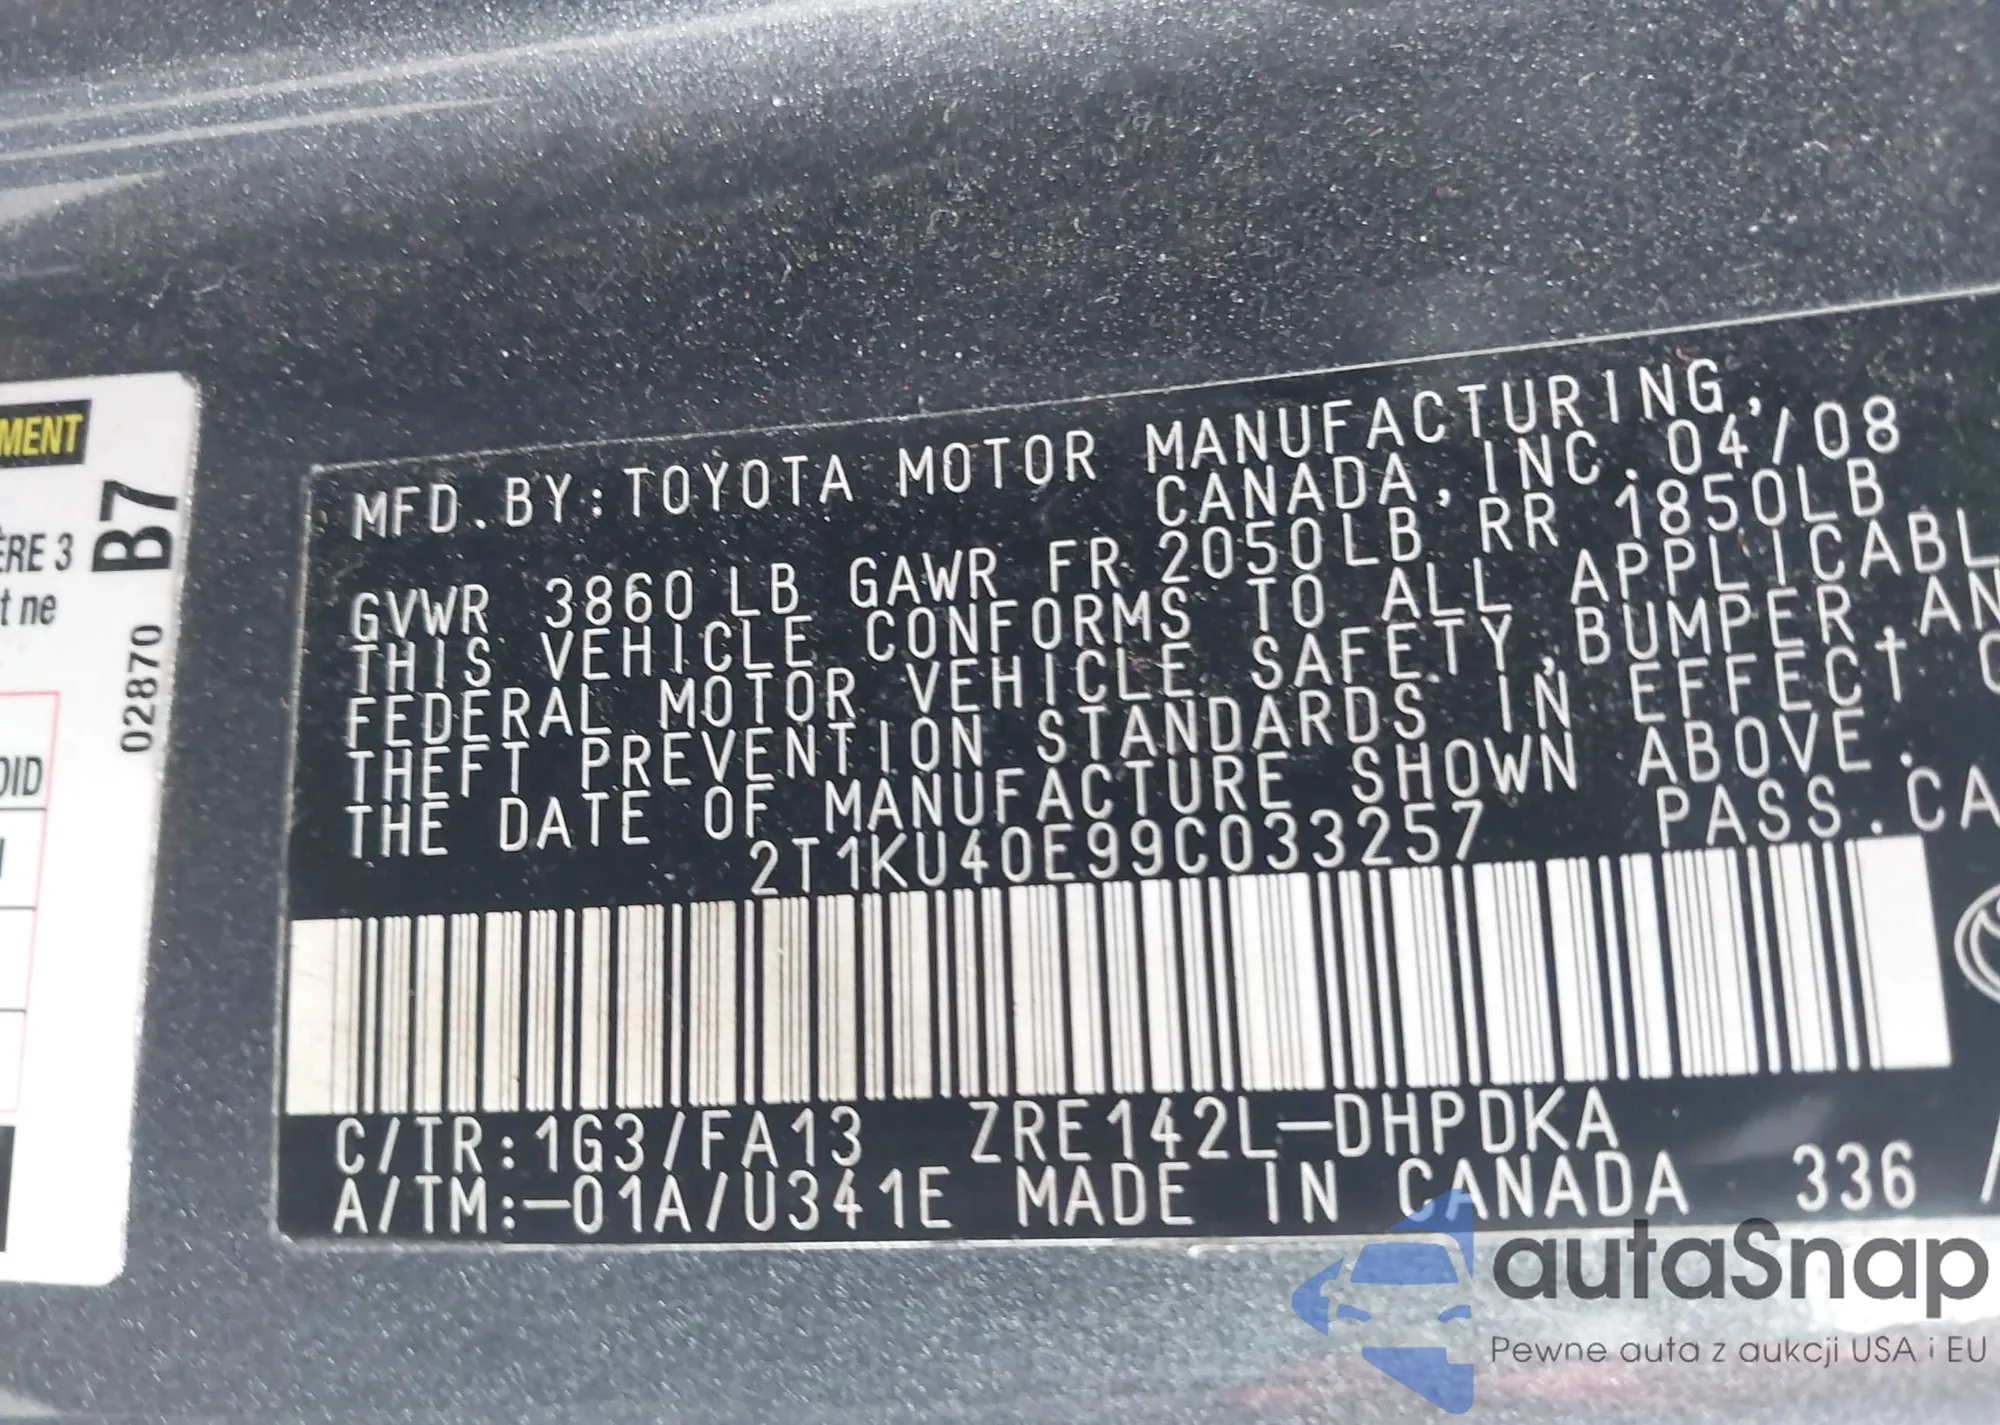 MENT
B7
ÈRE 3
t ne
02870
OID
MFD.BY:TOYOTA MOTOR MANUFACTURING,
CANADA,INC.04/08
GVWR 3860LB GAWR FR 2050LB RR 1850LB
THIS VEHICLE CONFORMS TO ALL APPLICABL
FEDERAL MOTOR VEHICLE SAFETY,BUMPER,AN
THEFT PREVENTION STANDARDS IN EFFECT O
THE DATE OF MANUFACTURE SHOWN ABOVE.
2T1KU40E99C033257 PASS.CA
C/TR:1G3/FA13 ZRE142L-DHPDKA
A/TM:-01A/U341E MADE IN CANADA 336
autaSnap
Pewne auta z aukcji USA i EU